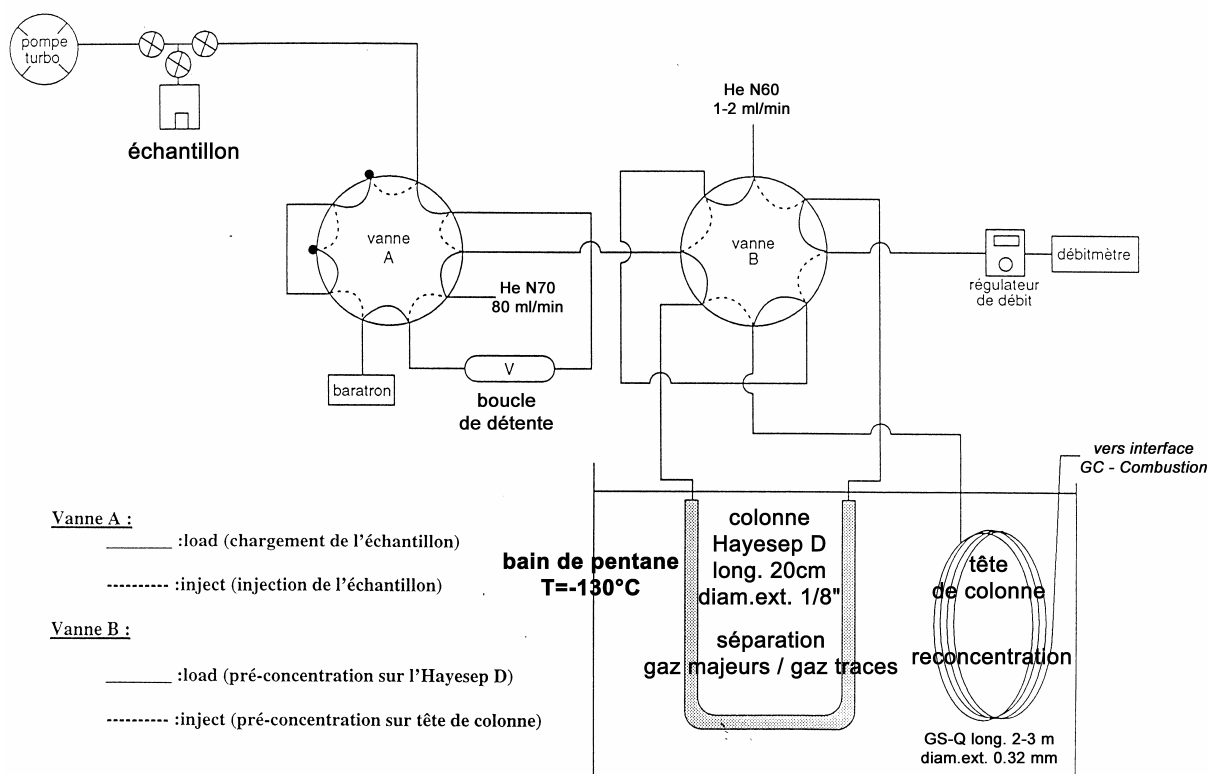 pompe
turbo
échantillon
He N60
1-2 ml/min
vanne
A
vanne
B
He N70
80 ml/min
régulateur
de débit
débitmètre
baratron
V
boucle
de détente
vers interface
GC - Combustion
Vanne A :
:load (chargement de l'échantillon)
:inject (injection de l'échantillon)
Vanne B :
:load (pré-concentration sur l'Hayesep D)
:inject (pré-concentration sur tête de colonne)
bain de pentane
T=-130°C
colonne
Hayesep D
long. 20cm
diam.ext. 1/8"
séparation
gaz majeurs / gaz traces
tête
de colonne
reconcentration
GS-Q long. 2-3 m
diam.ext. 0.32 mm